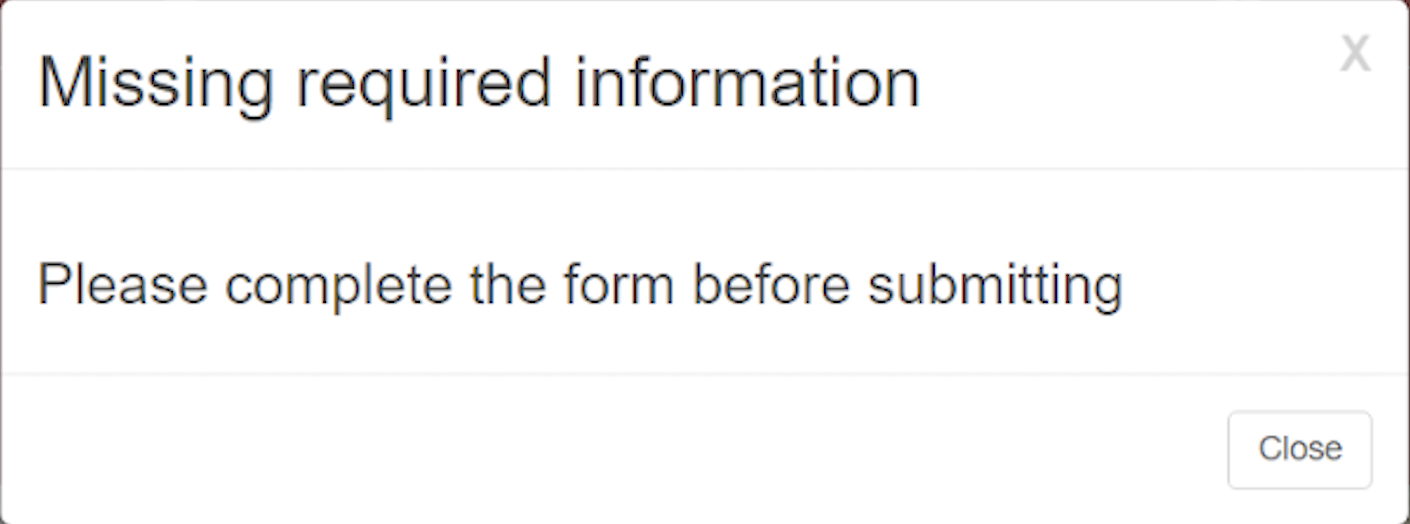 Missing required information
X
Please complete the form before submitting
Close